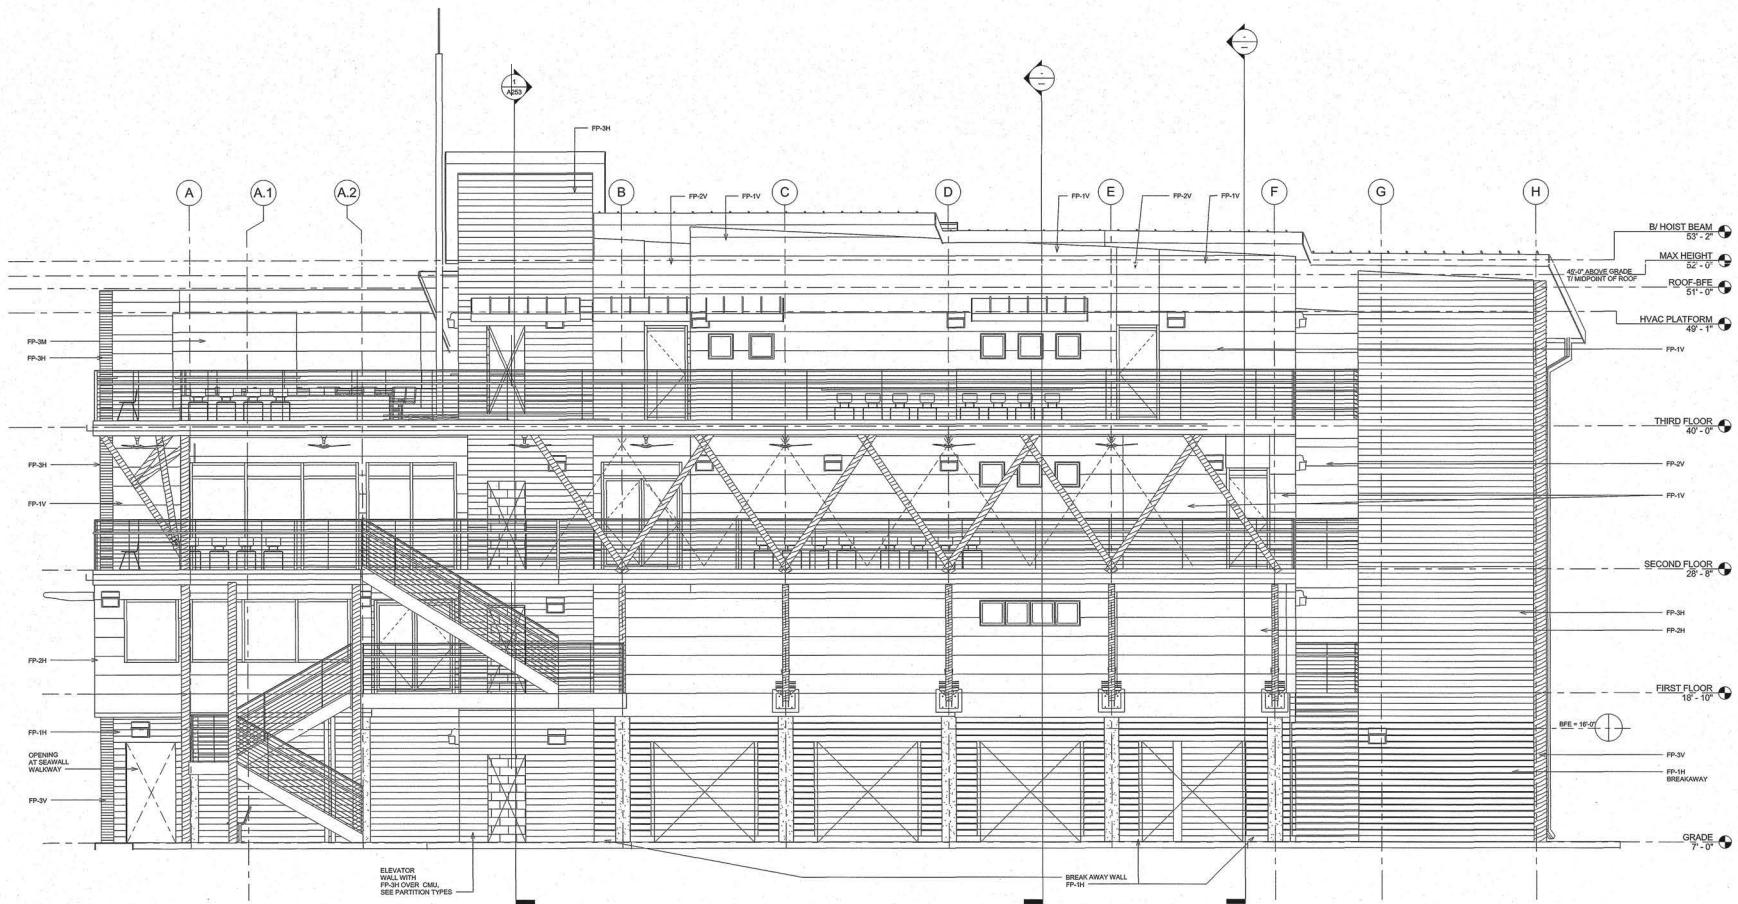 1
A253
-
--
-
--
FP-3H
A
A.1
A.2
B
C
D
E
F
G
H
FP-2V
FP-1V
FP-1V
FP-2V
FP-1V
B/ HOIST BEAM
53' - 2"
MAX HEIGHT
52' - 0"
45'-0" ABOVE GRADE
T/ MIDPOINT OF ROOF
ROOF-BFE
51' - 0"
HVAC PLATFORM
49' - 1"
FP-3M
FP-3H
FP-1V
THIRD FLOOR
40' - 0"
FP-3H
FP-2V
FP-1V
FP-1V
SECOND FLOOR
28' - 8"
FP-3H
FP-2H
FP-2H
FIRST FLOOR
18' - 10"
BFE = 16'-0"
FP-1H
OPENING
AT SEAWALL
WALKWAY
FP-3V
FP-3V
FP-1H
BREAKAWAY
GRADE
7' - 0"
ELEVATOR
WALL WITH
FP-3H OVER CMU,
SEE PARTITION TYPES
BREAK AWAY WALL
FP-1H